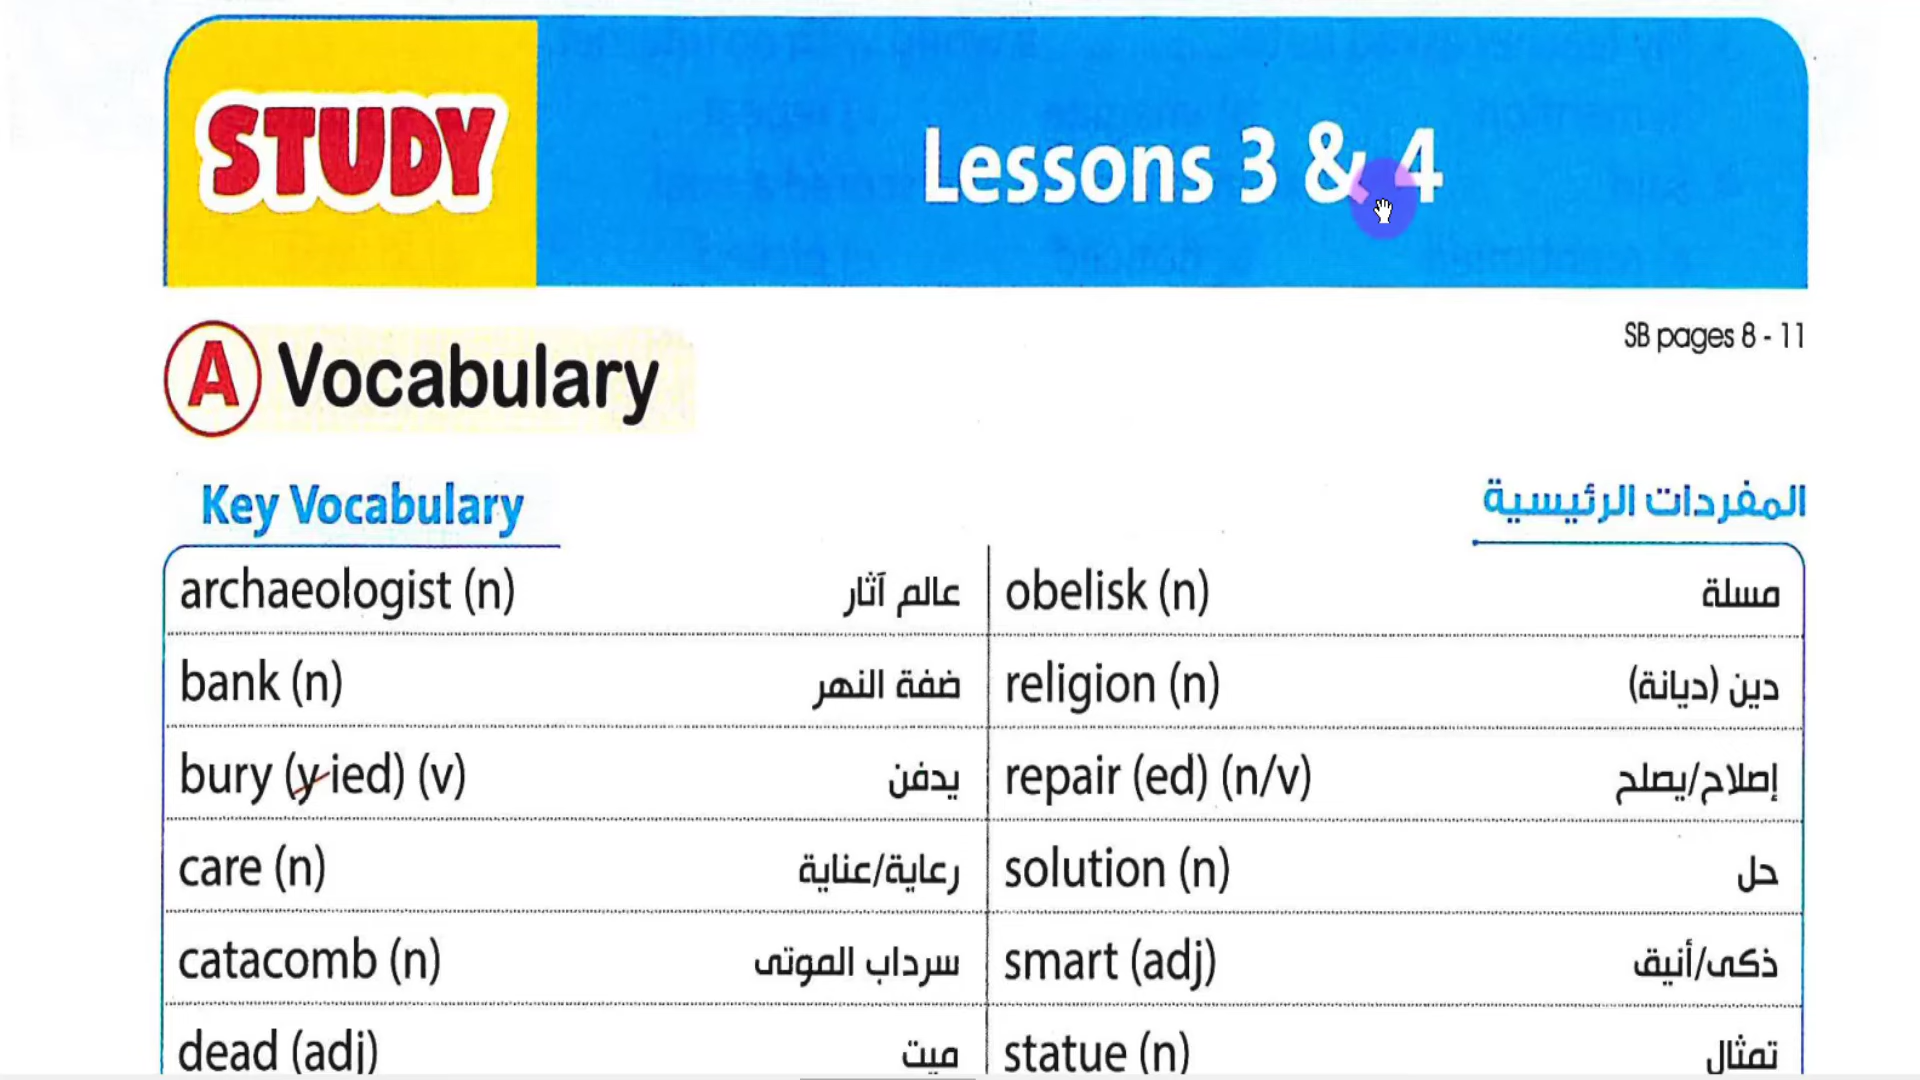 STUDY
Lessons 3 & 4
SB pages 8 - 11
A Vocabulary
Key Vocabulary المفردات الرئيسية
archaeologist (n) عالم آثار obelisk (n) مسلة
bank (n) ضفة النهر religion (n) دين (ديانة)
bury (y ied) (v) يدفن repair (ed) (n/v) إصلاح/يصلح
care (n) رعاية/عناية solution (n) حل
catacomb (n) سرداب الموتى smart (adj) ذكى/أنيق
dead (adj) ميت statue (n) تمثال